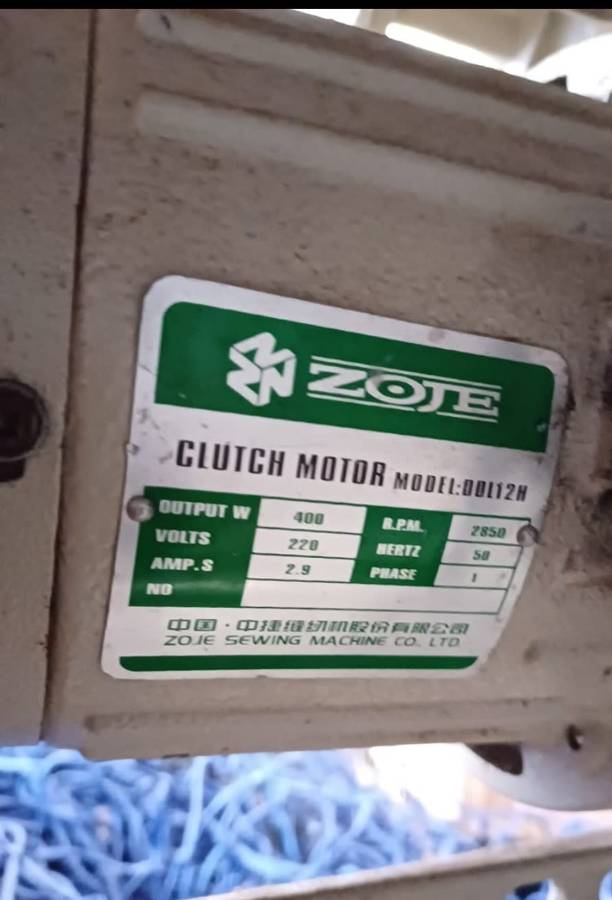 ZOJE
CLUTCH MOTOR MODEL:DOL12H
OUTPUT W 400 R.P.M. 2850
VOLTS 220 HERTZ 50
AMP.S 2.9 PHASE 1
NO
中国·中捷缝纫机股份有限公司
ZOJE SEWING MACHINE CO., LTD.